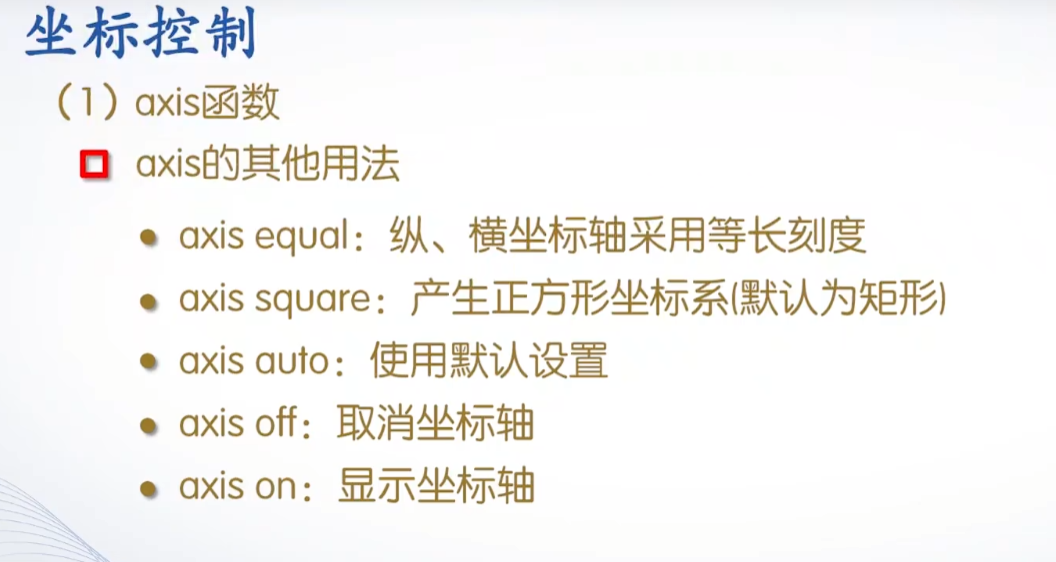 坐标控制
（1）axis函数
axis的其他用法
axis equal：纵、横坐标轴采用等长刻度
axis square：产生正方形坐标系(默认为矩形)
axis auto：使用默认设置
axis off：取消坐标轴
axis on：显示坐标轴